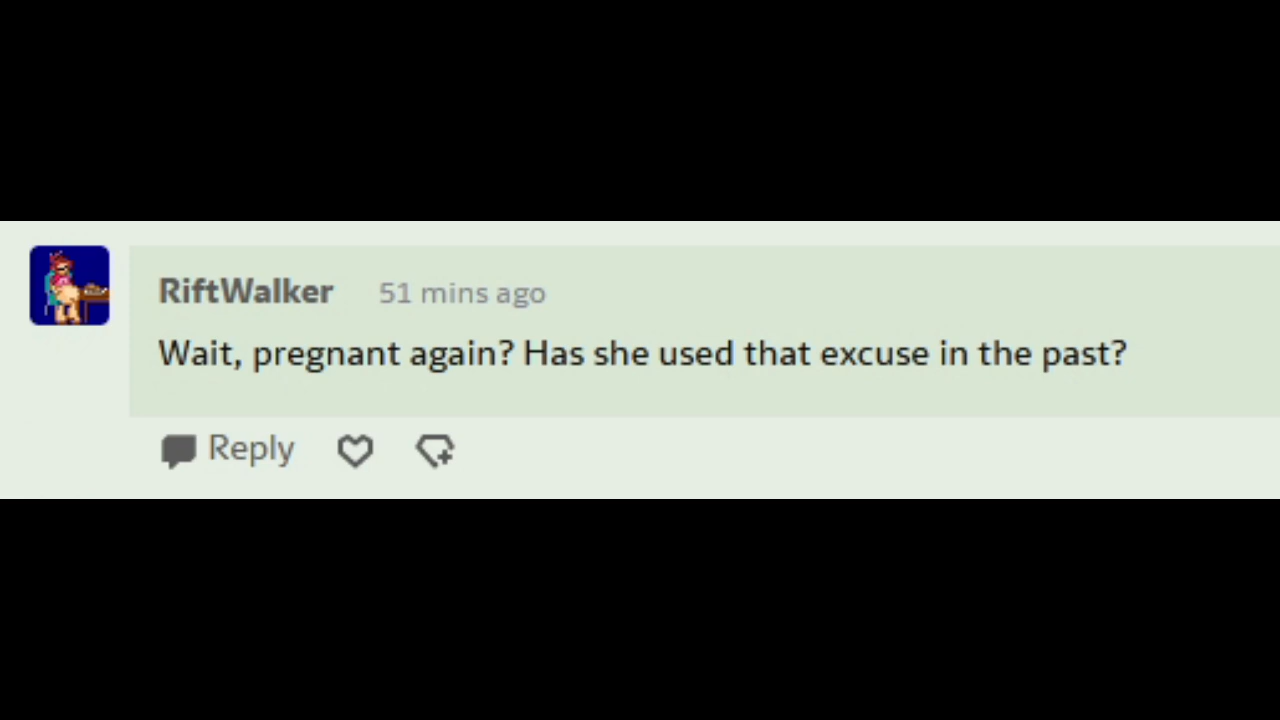 RiftWalker 51 mins ago
Wait, pregnant again? Has she used that excuse in the past?
Reply